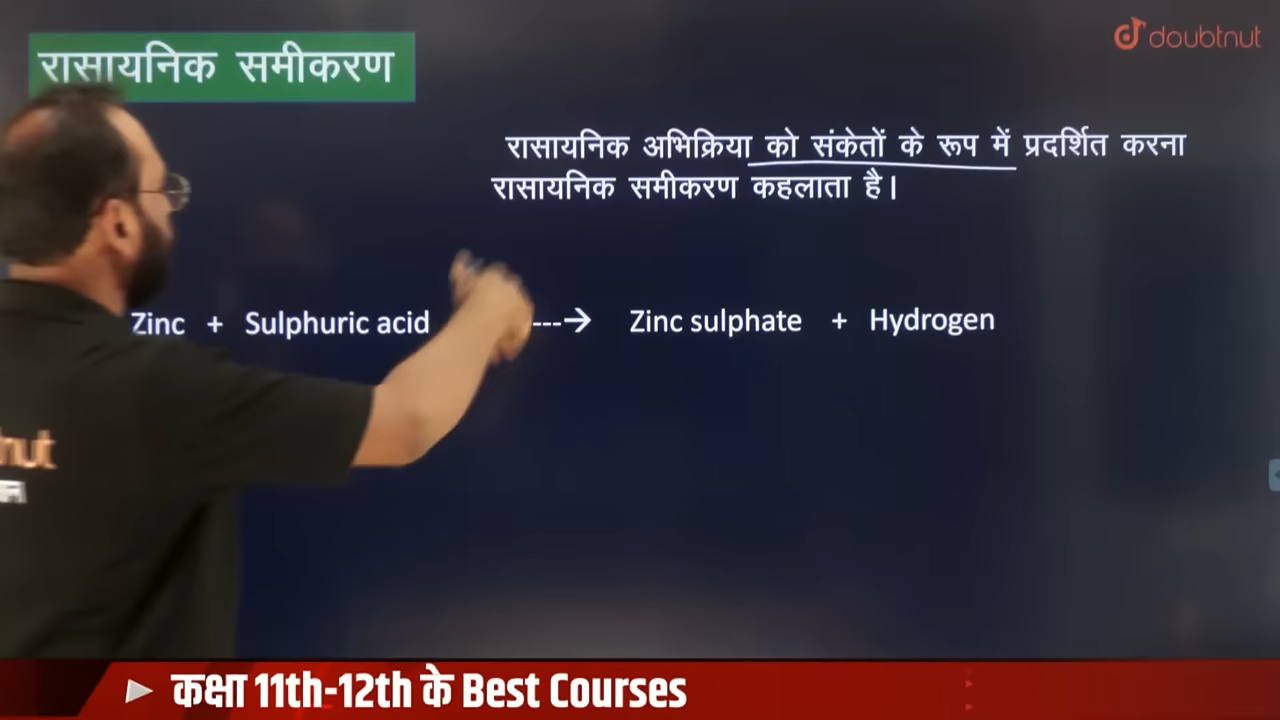 रासायनिक समीकरण
doubtnut
रासायनिक अभिक्रिया को संकेतों के रूप में प्रदर्शित करना
रासायनिक समीकरण कहलाता है।
Zinc + Sulphuric acid ---→ Zinc sulphate + Hydrogen
nut
कक्षा 11th-12th के Best Courses